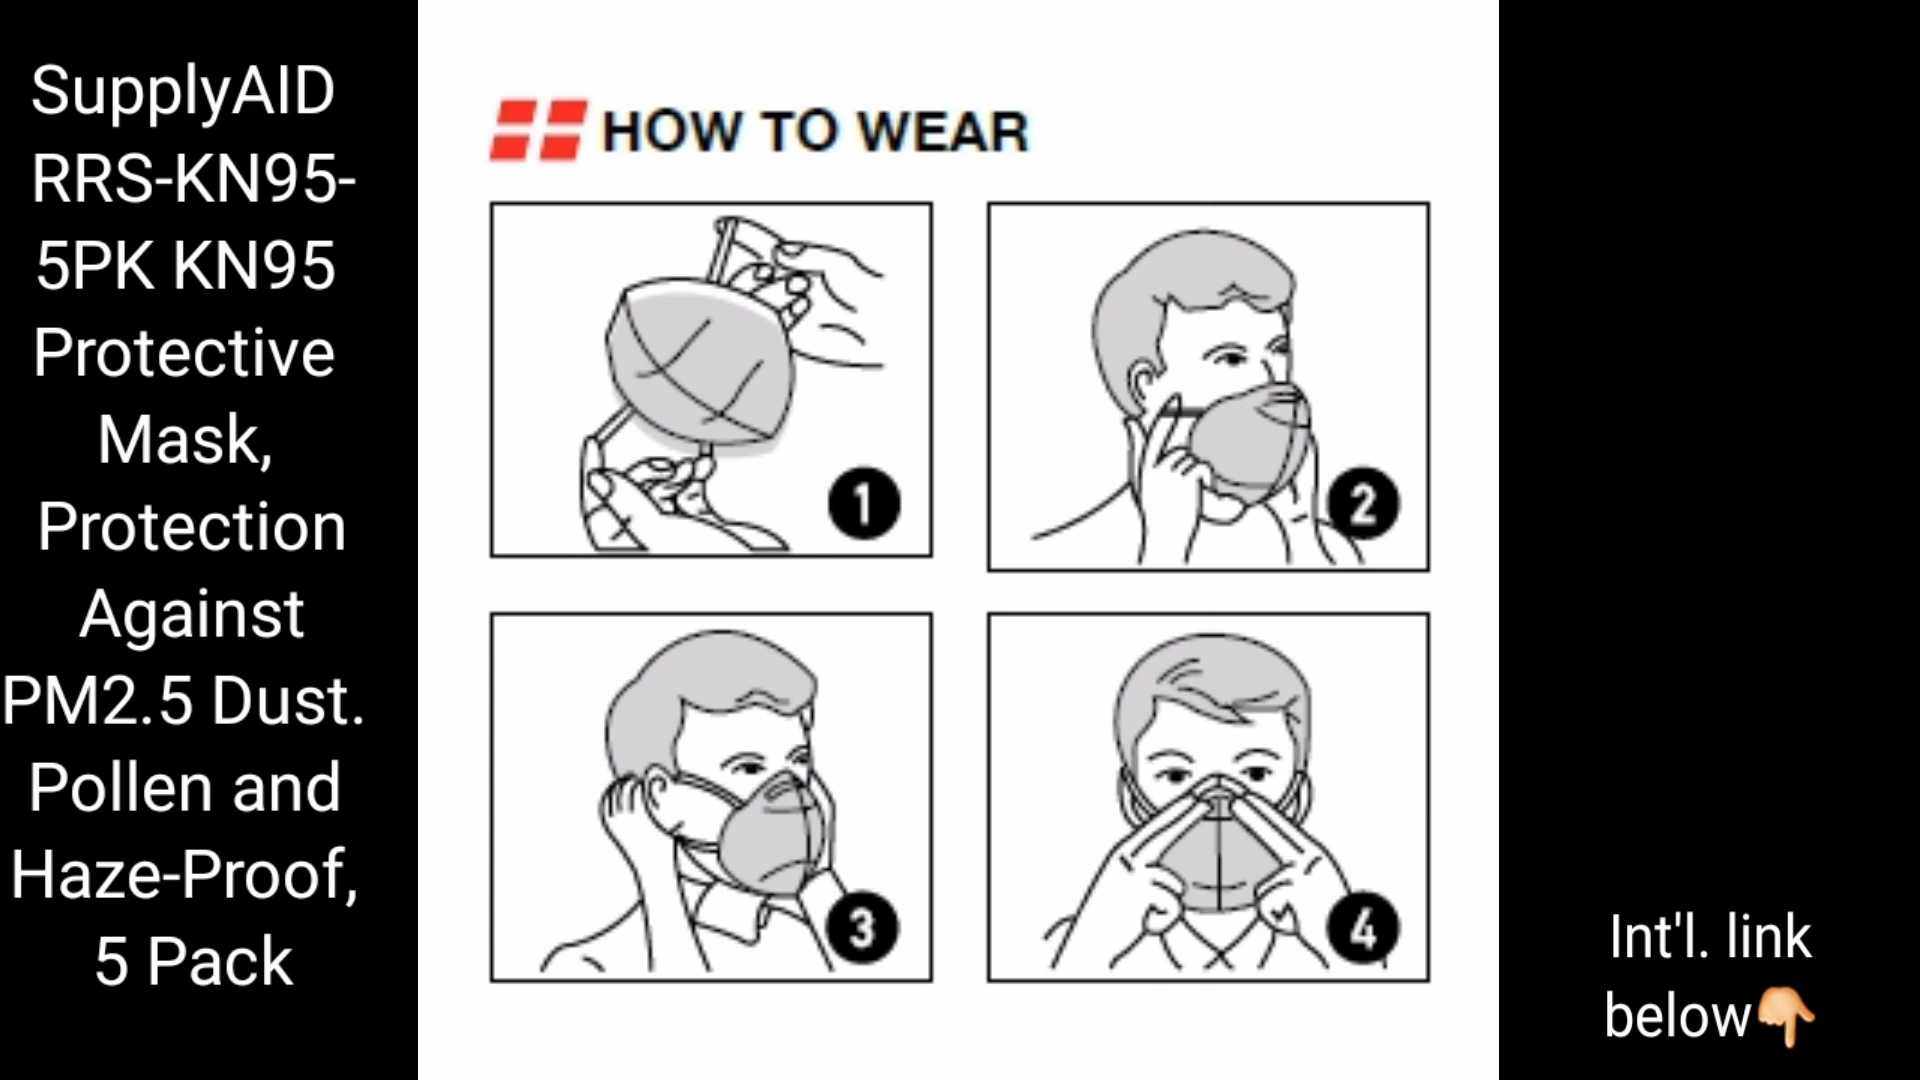 SupplyAID
RRS-KN95-
5PK KN95
Protective
Mask,
Protection
Against
PM2.5 Dust.
Pollen and
Haze-Proof,
5 Pack
HOW TO WEAR
1
2
3
4
Int'l. link
below👇